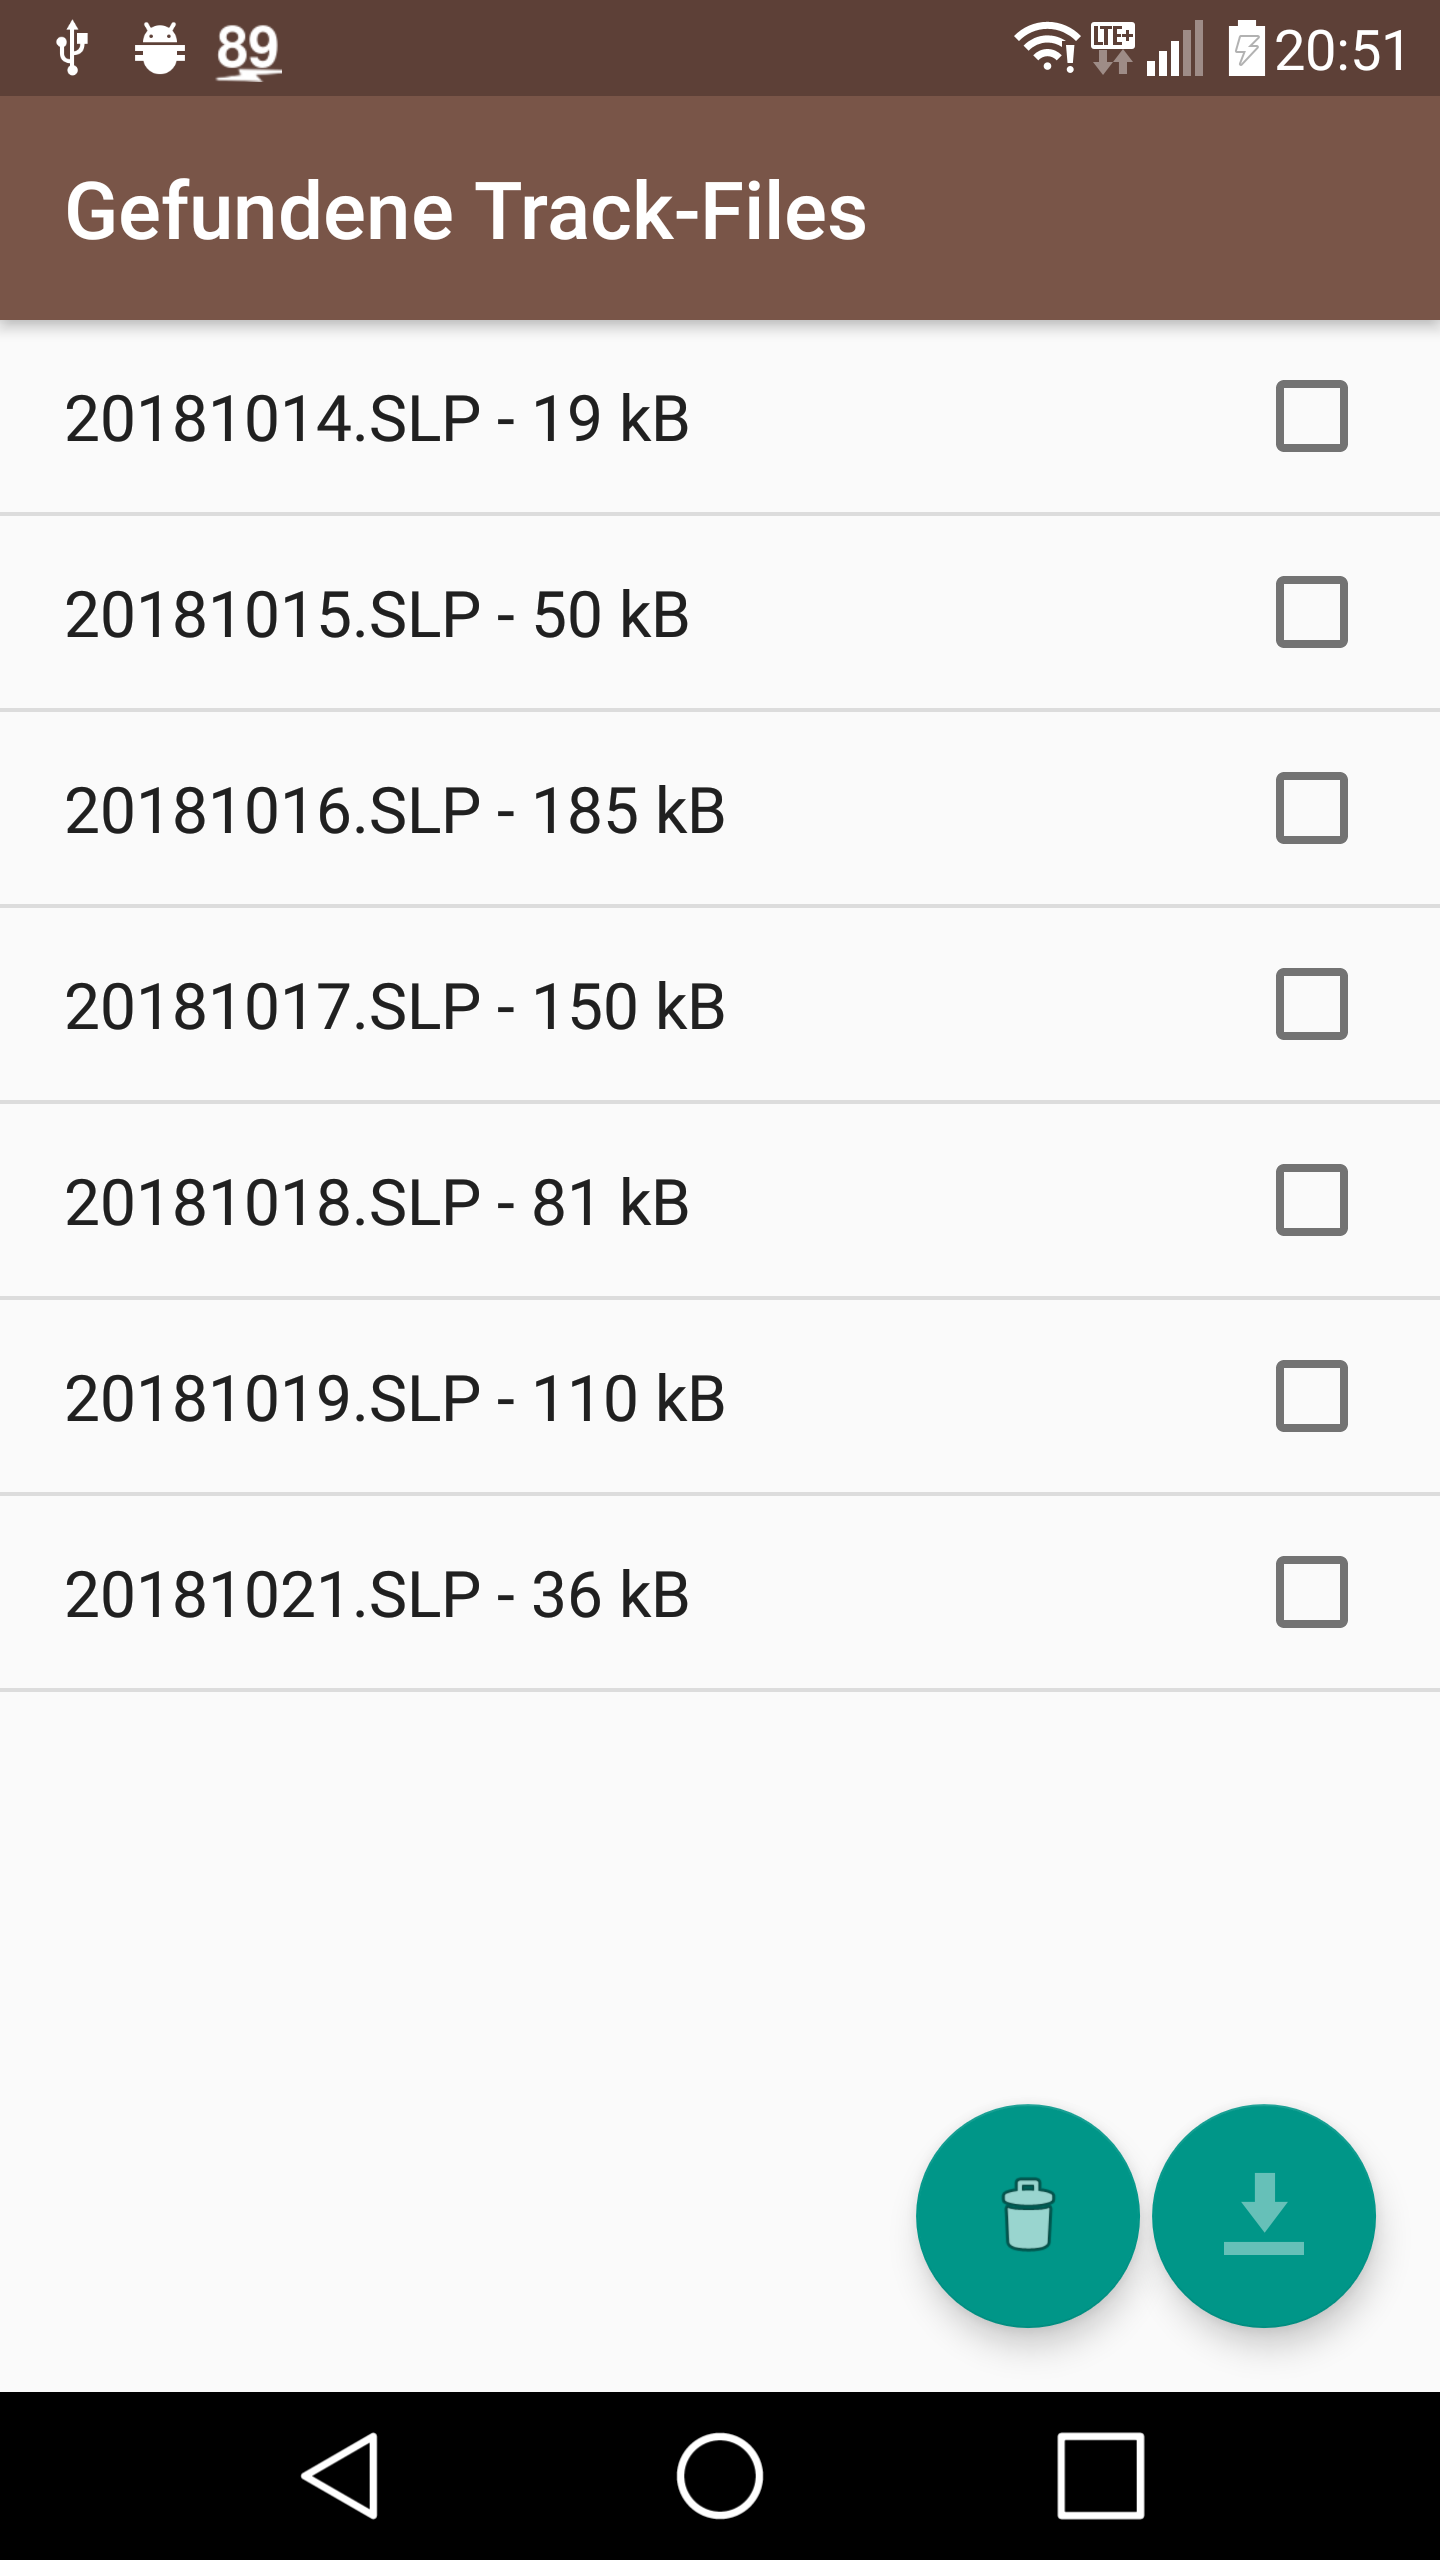 89 LTE+ 20:51
Gefundene Track-Files
20181014.SLP - 19 kB
20181015.SLP - 50 kB
20181016.SLP - 185 kB
20181017.SLP - 150 kB
20181018.SLP - 81 kB
20181019.SLP - 110 kB
20181021.SLP - 36 kB